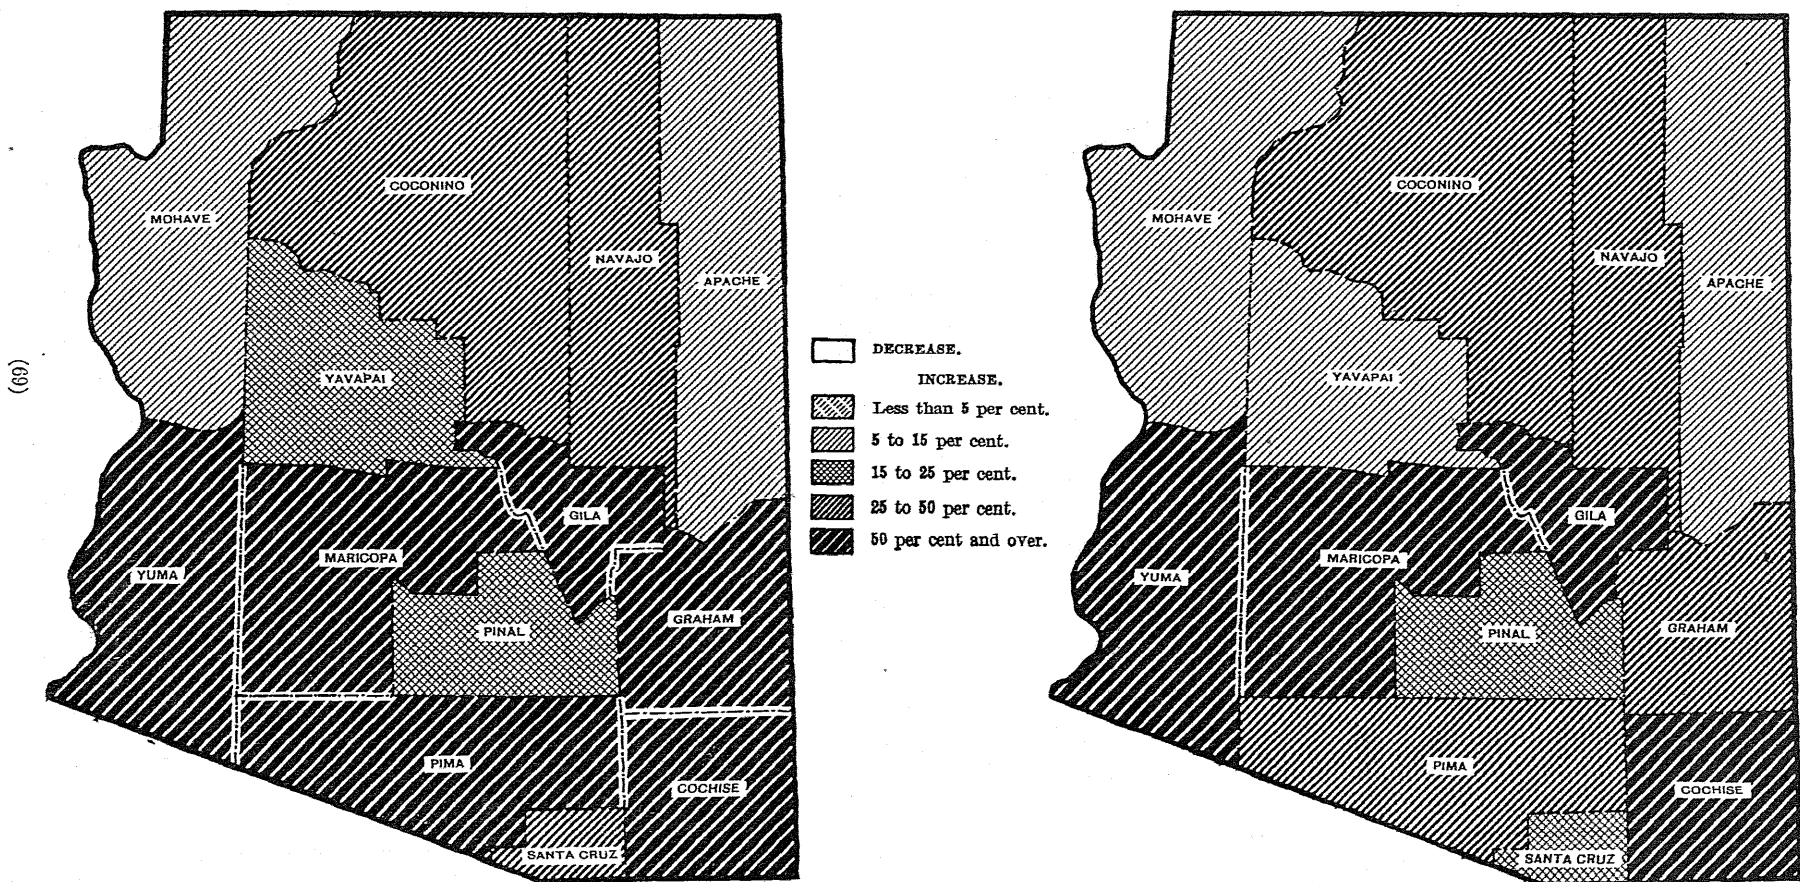 MOHAVE
COCONINO
NAVAJO
APACHE
YAVAPAI
GILA
MARICOPA
YUMA
PINAL
GRAHAM
PIMA
COCHISE
SANTA CRUZ
(69)
DECREASE.
INCREASE.
Less than 5 per cent.
5 to 15 per cent.
15 to 25 per cent.
25 to 50 per cent.
50 per cent and over.
MOHAVE
COCONINO
NAVAJO
APACHE
YAVAPAI
GILA
MARICOPA
YUMA
PINAL
GRAHAM
PIMA
COCHISE
SANTA CRUZ